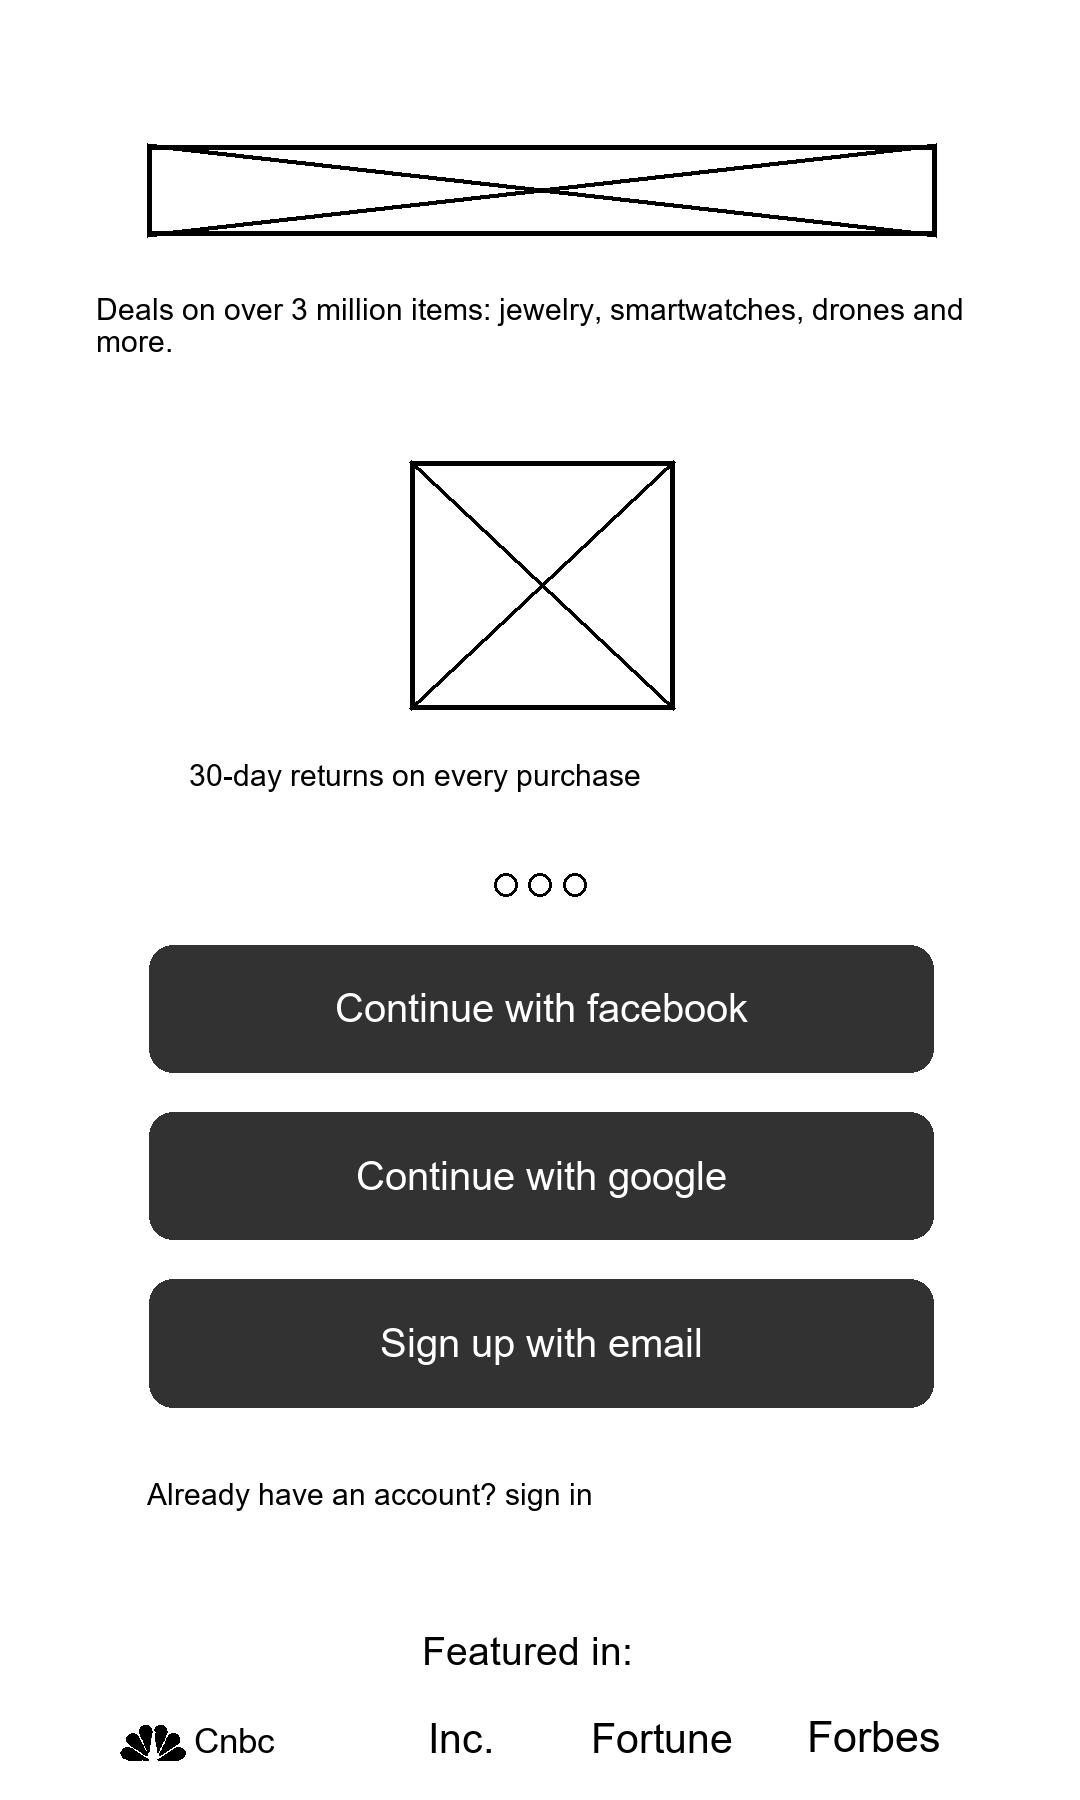 Deals on over 3 million items: jewelry, smartwatches, drones and
more.
30-day returns on every purchase
Continue with facebook
Continue with google
Sign up with email
Already have an account? sign in
Featured in:
Cnbc Inc. Fortune Forbes